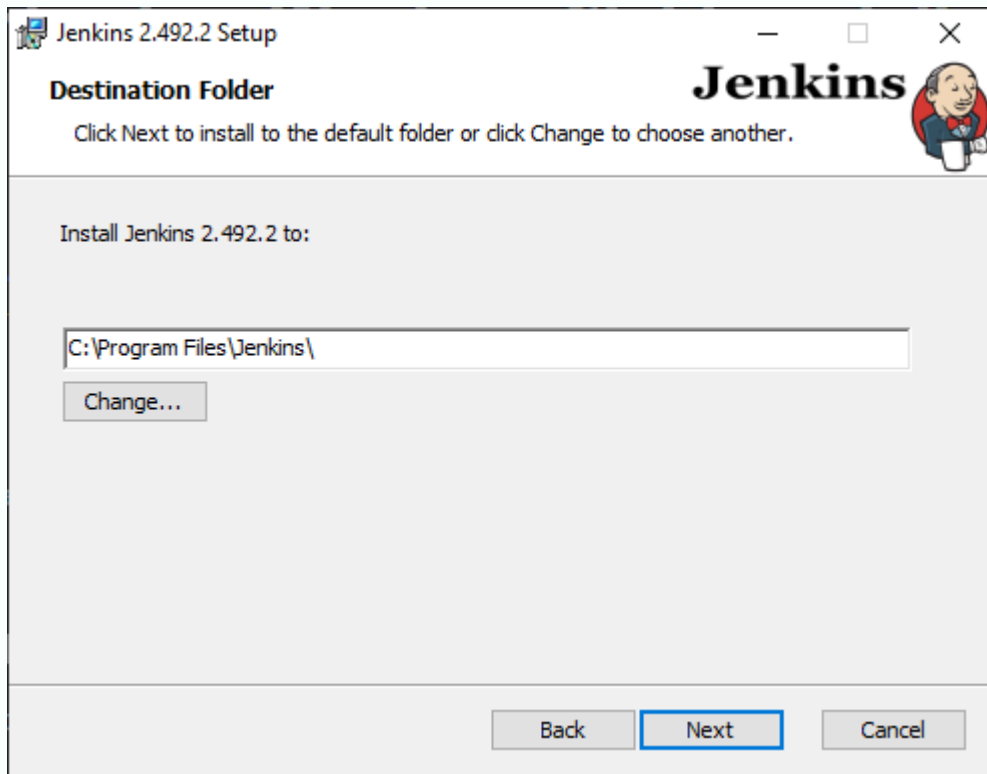 Jenkins 2.492.2 Setup
Destination Folder
Jenkins
Click Next to install to the default folder or click Change to choose another.
Install Jenkins 2.492.2 to:
C:\Program Files\Jenkins\
Change...
Back
Next
Cancel